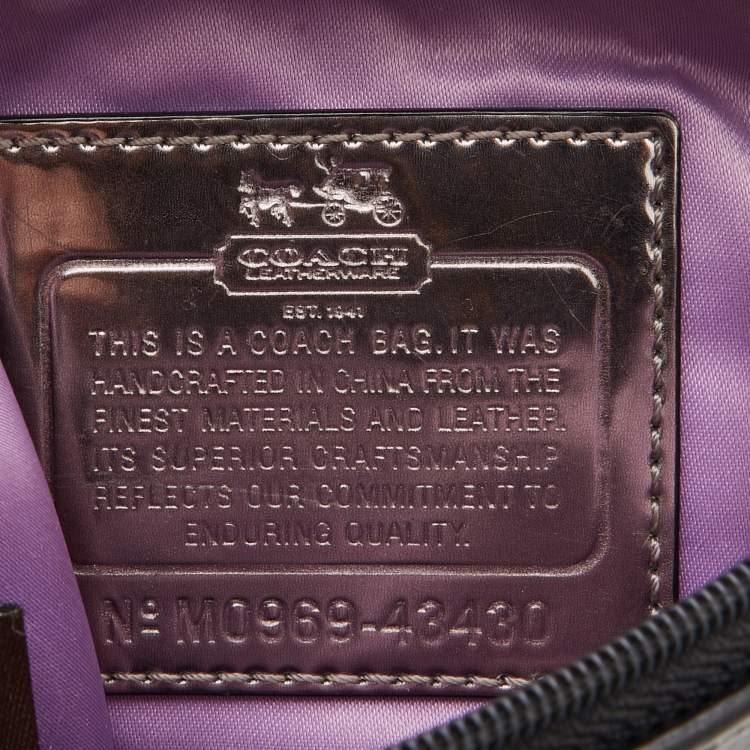 COACH
LEATHERWARE
EST. 1941
THIS IS A COACH BAG. IT WAS
HANDCRAFTED IN CHINA FROM THE
FINEST MATERIALS AND LEATHER.
ITS SUPERIOR CRAFTSMANSHIP
REFLECTS OUR COMMITMENT TO
ENDURING QUALITY.
Nº M0969-43430